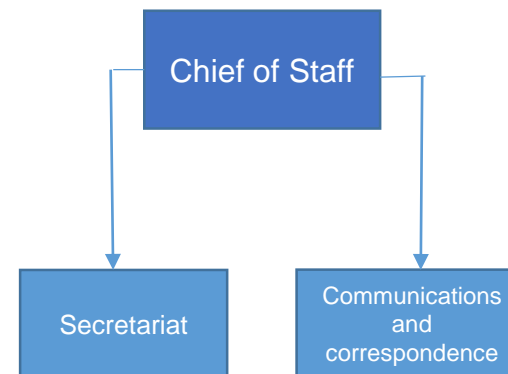 Chief of Staff
Secretariat
Communications
and
correspondence